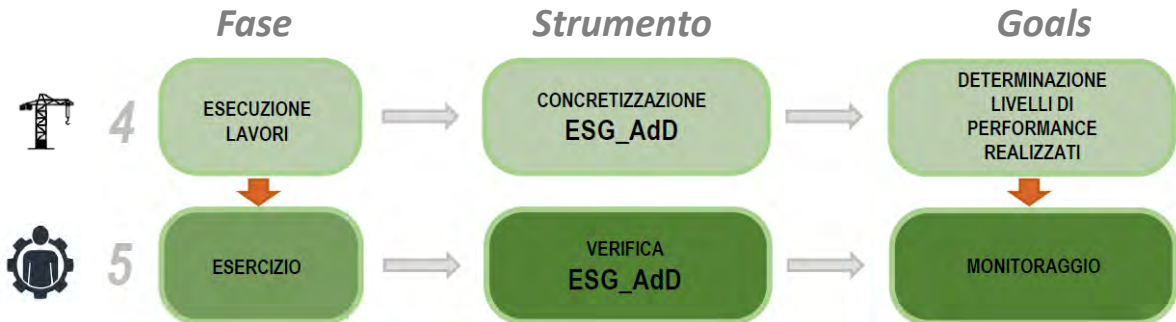 Fase Strumento Goals
4
ESECUZIONE
LAVORI
CONCRETIZZAZIONE
ESG_AdD
DETERMINAZIONE
LIVELLI DI
PERFORMANCE
REALIZZATI
5
ESERCIZIO
VERIFICA
ESG_AdD
MONITORAGGIO